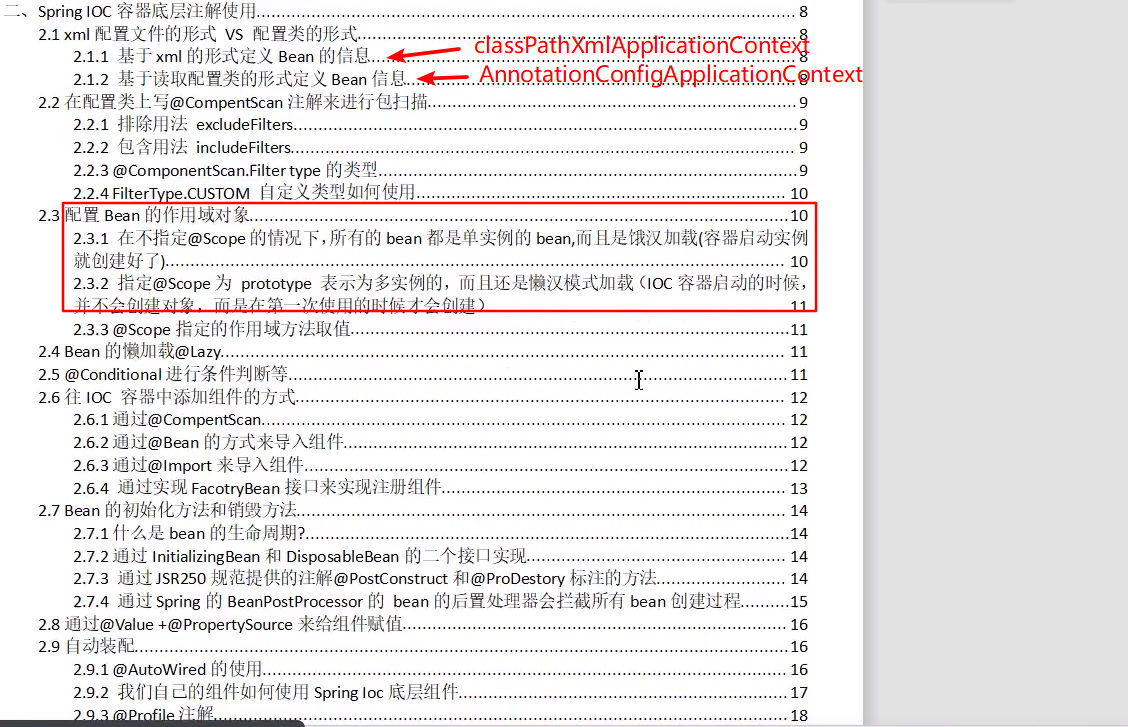 二、Spring IOC 容器底层注解使用 8
2.1 xml 配置文件的形式 VS 配置类的形式 8
2.1.1 基于 xml 的形式定义 Bean 的信息 8
classPathXmlApplicationContext
2.1.2 基于读取配置类的形式定义 Bean 信息 8
AnnotationConfigApplicationContext
2.2 在配置类上写@CompentScan 注解来进行包扫描 9
2.2.1 排除用法 excludeFilters 9
2.2.2 包含用法 includeFilters 9
2.2.3 @ComponentScan.Filter type 的类型 9
2.2.4 FilterType.CUSTOM 自定义类型如何使用 10
2.3 配置 Bean 的作用域对象 10
2.3.1 在不指定@Scope 的情况下，所有的 bean 都是单实例的 bean,而且是饿汉加载(容器启动实例
就创建好了) 10
2.3.2 指定@Scope 为 prototype 表示为多实例的，而且还是懒汉模式加载（IOC 容器启动的时候，
并不会创建对象，而是在第一次使用的时候才会创建） 11
2.3.3 @Scope 指定的作用域方法取值 11
2.4 Bean 的懒加载@Lazy 11
2.5 @Conditional 进行条件判断等 11
2.6 往 IOC 容器中添加组件的方式 12
2.6.1 通过@CompentScan 12
2.6.2 通过@Bean 的方式来导入组件 12
2.6.3 通过@Import 来导入组件 12
2.6.4 通过实现 FacotryBean 接口来实现注册组件 13
2.7 Bean 的初始化方法和销毁方法 14
2.7.1 什么是 bean 的生命周期? 14
2.7.2 通过 InitializingBean 和 DisposableBean 的二个接口实现 14
2.7.3 通过 JSR250 规范提供的注解@PostConstruct 和@ProDestory 标注的方法 14
2.7.4 通过 Spring 的 BeanPostProcessor 的 bean 的后置处理器会拦截所有 bean 创建过程 15
2.8 通过@Value +@PropertySource 来给组件赋值 16
2.9 自动装配 16
2.9.1 @AutoWired 的使用 16
2.9.2 我们自己的组件如何使用 Spring Ioc 底层组件 17
2.9.3 @Profile 注解 18